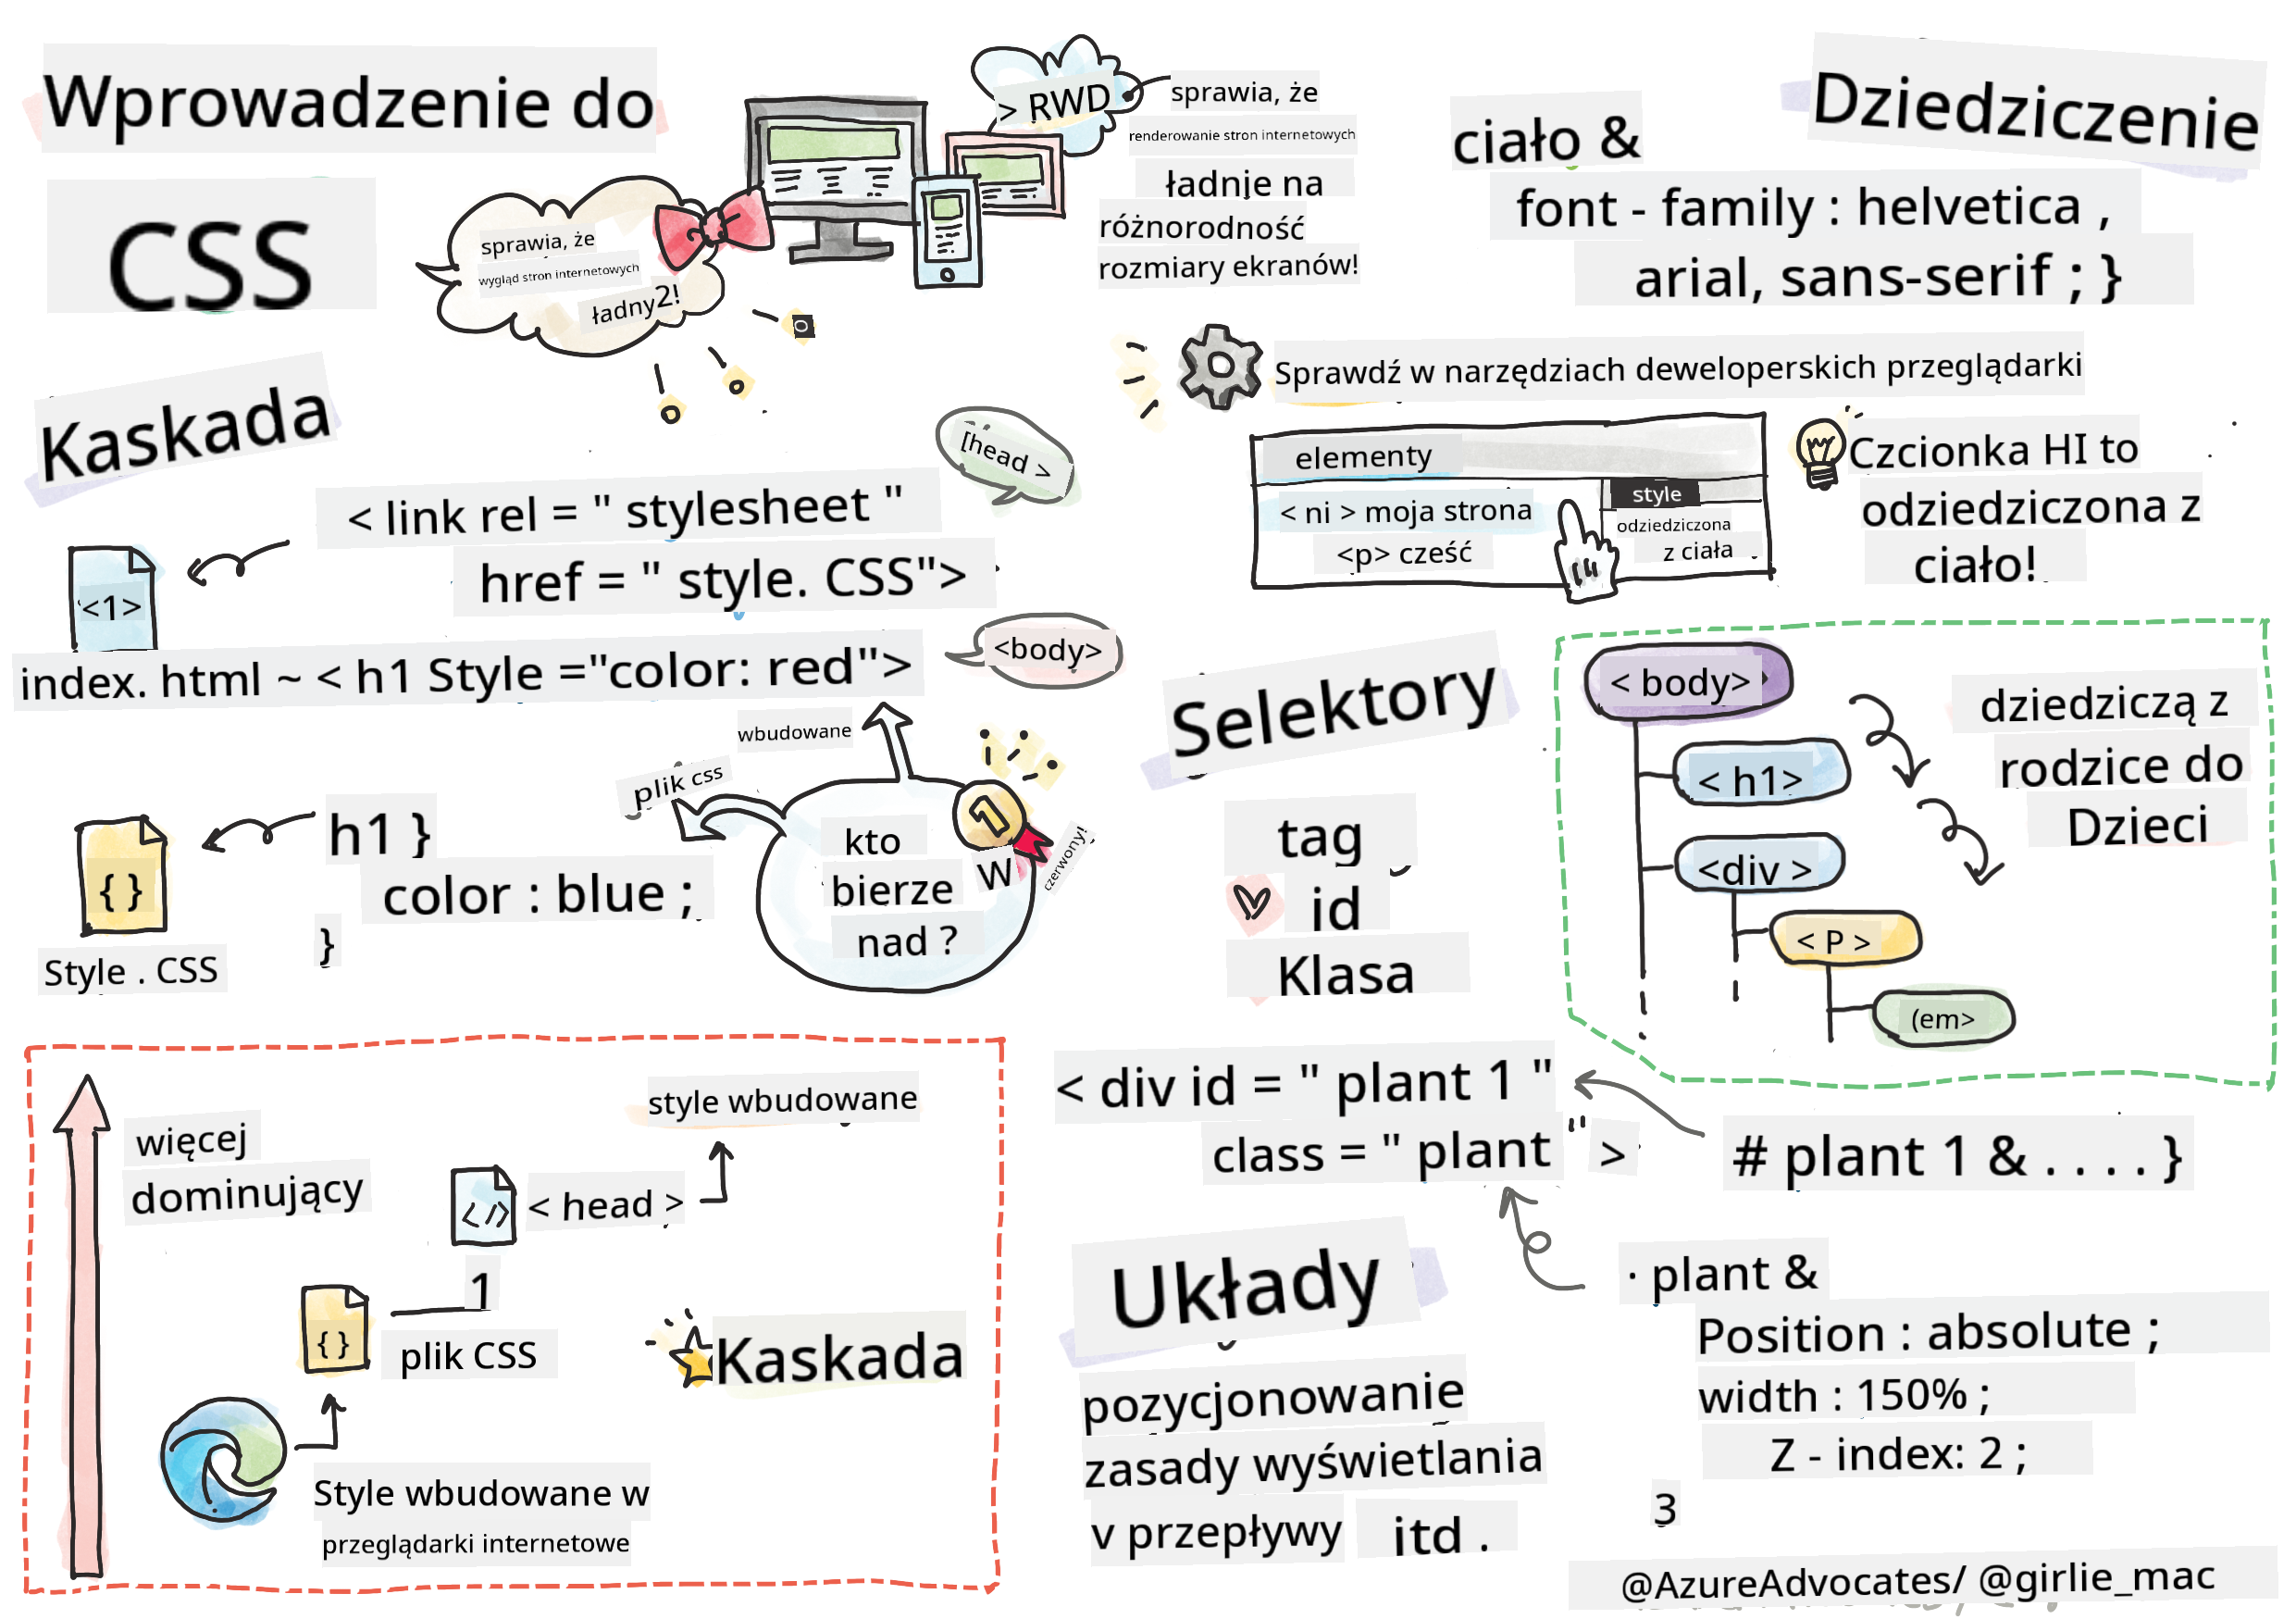 Wprowadzenie do
CSS
sprawia, że
wygląd stron internetowych
ładny2!
> RWD
sprawia, że
renderowanie stron internetowych
ładnie na
różnorodność
rozmiary ekranów!
Kaskada
[head >
< link rel = " stylesheet "
href = " style. CSS">
<1>
index. html ~ < h1 Style ="color: red">
<body>
wbudowane
plik css
h1 }
color : blue ;
}
{ }
Style . CSS
kto
bierze
nad ?
1
W
czerwony!
więcej
dominujący
style wbudowane
</>
< head >
1
{ }
plik CSS
Kaskada
Style wbudowane w
przeglądarki internetowe
Dziedziczenie
ciało &
font - family : helvetica ,
arial, sans-serif ; }
Sprawdź w narzędziach deweloperskich przeglądarki
elementy
< ni > moja strona
<p> cześć
style
odziedziczona
z ciała
Czcionka HI to
odziedziczona z
ciało!
Selektory
tag
id
Klasa
< body>
< h1>
<div >
< P >
(em>
dziedziczą z
rodzice do
Dzieci
< div id = " plant 1 "
class = " plant " >
# plant 1 & . . . . }
· plant &
Position : absolute ;
width : 150% ;
Z - index: 2 ;
3
Układy
pozycjonowanie
zasady wyświetlania
v przepływy itd .
@AzureAdvocates/ @girlie_mac